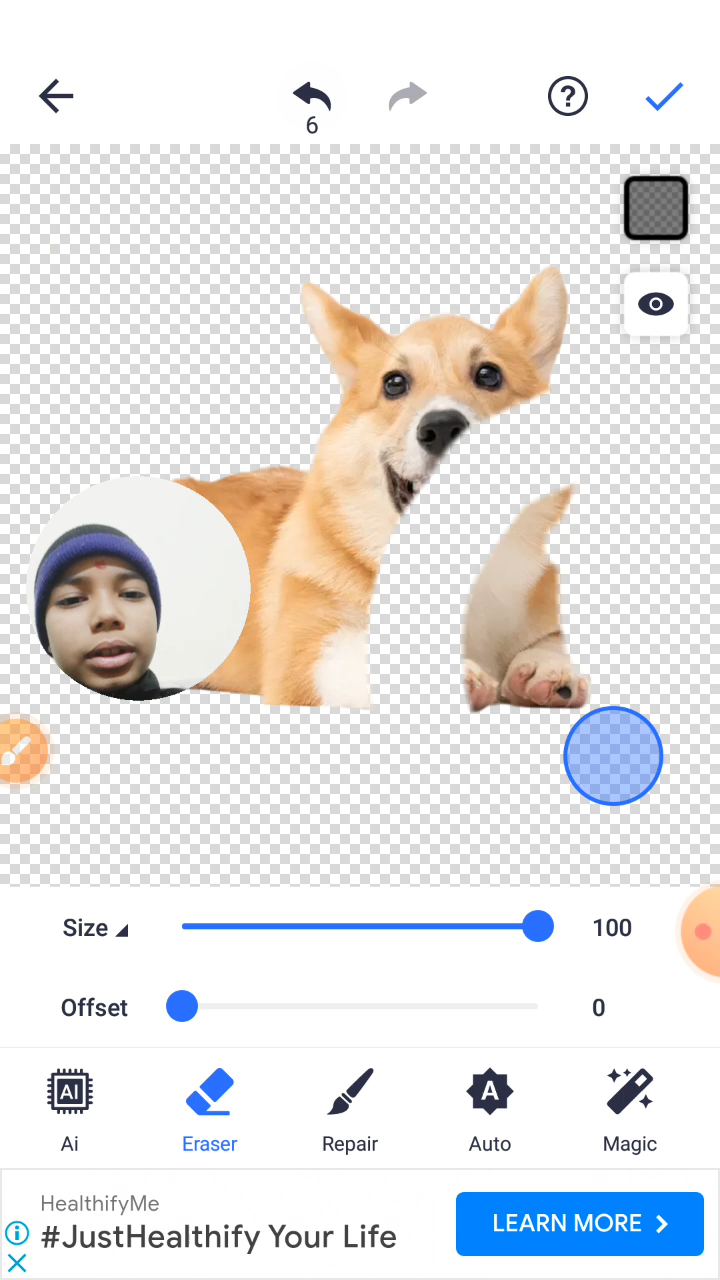 ?
6
Size
100
Offset
0
AI
A
Ai
Eraser
Repair
Auto
Magic
HealthifyMe
#JustHealthify Your Life
LEARN MORE